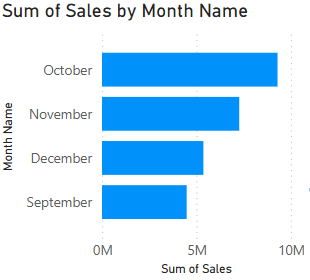 Sum of Sales by Month Name
Month Name
October
November
December
September
0M 5M 10M
Sum of Sales